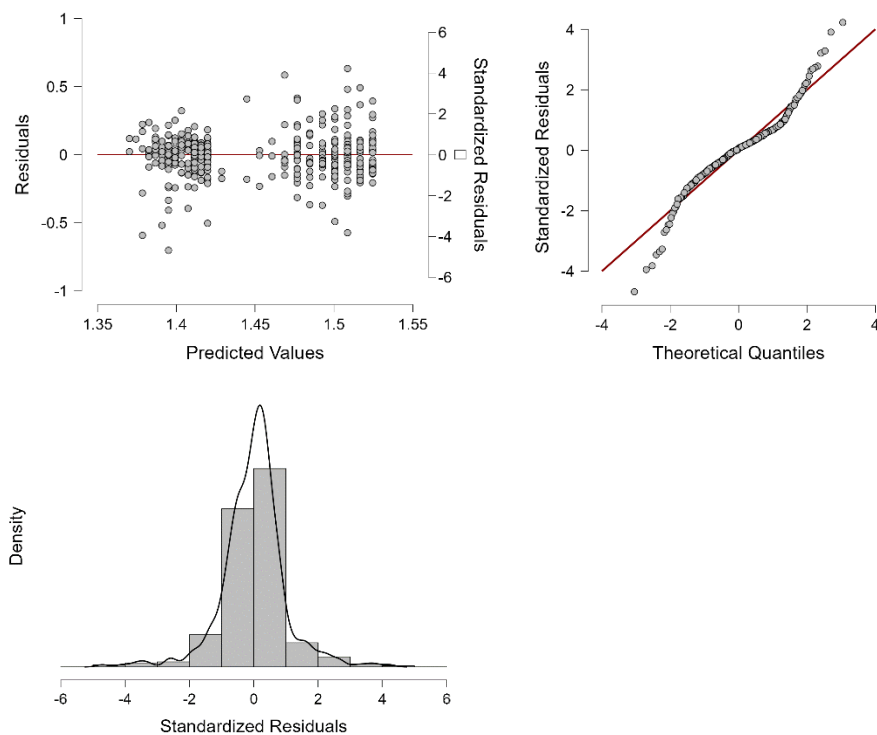 1
0.5
0
-0.5
-1
Residuals
6
4
2
0
-2
-4
-6
Standardized Residuals
1.35 1.4 1.45 1.5 1.55
Predicted Values
4
2
0
-2
-4
Standardized Residuals
-4 -2 0 2 4
Theoretical Quantiles
Density
-6 -4 -2 0 2 4 6
Standardized Residuals